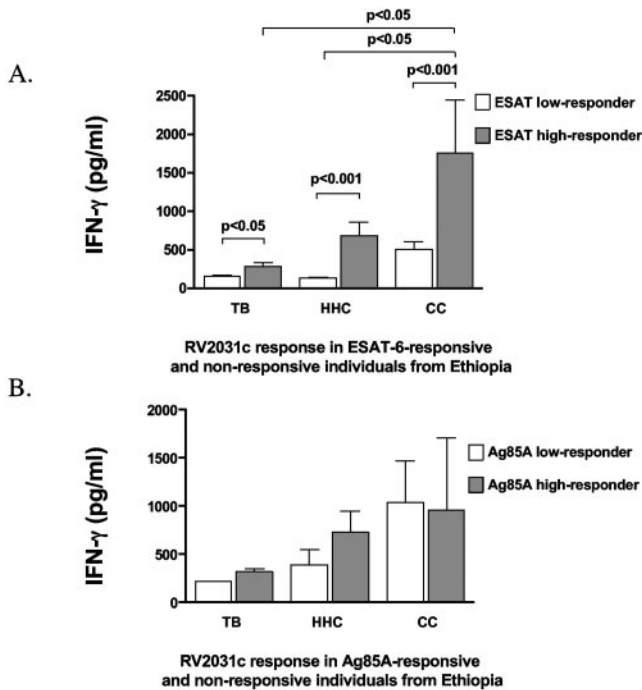 p<0.05
p<0.05
A.
p<0.001
ESAT low-responder
ESAT high-responder
2500
2000
1500
1000
500
0
IFN-γ (pg/ml)
p<0.05
p<0.001
TB HHC CC
RV2031c response in ESAT-6-responsive
and non-responsive individuals from Ethiopia
B.
2000
1500
1000
500
0
IFN-γ (pg/ml)
Ag85A low-responder
Ag85A high-responder
TB HHC CC
RV2031c response in Ag85A-responsive
and non-responsive individuals from Ethiopia